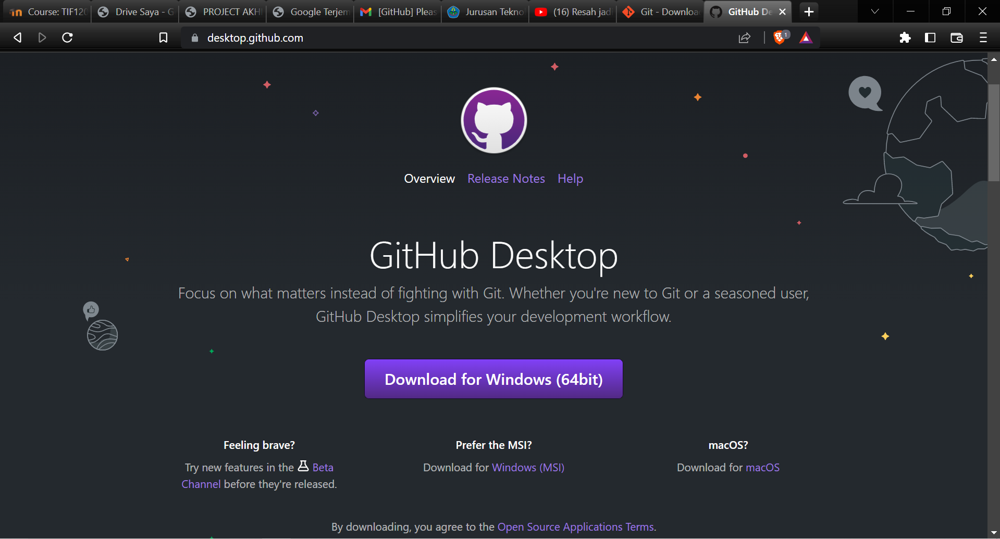 Course: TIF120
Drive Saya - G
PROJECT AKH
Google Terjem
[GitHub] Pleas
Jurusan Tekno
(16) Resah jad
Git - Downloa
GitHub De
desktop.github.com
1
Overview Release Notes Help
GitHub Desktop
Focus on what matters instead of fighting with Git. Whether you're new to Git or a seasoned user,
GitHub Desktop simplifies your development workflow.
Download for Windows (64bit)
Feeling brave?
Try new features in the Beta
Channel before they're released.
Prefer the MSI?
Download for Windows (MSI)
macOS?
Download for macOS
By downloading, you agree to the Open Source Applications Terms.